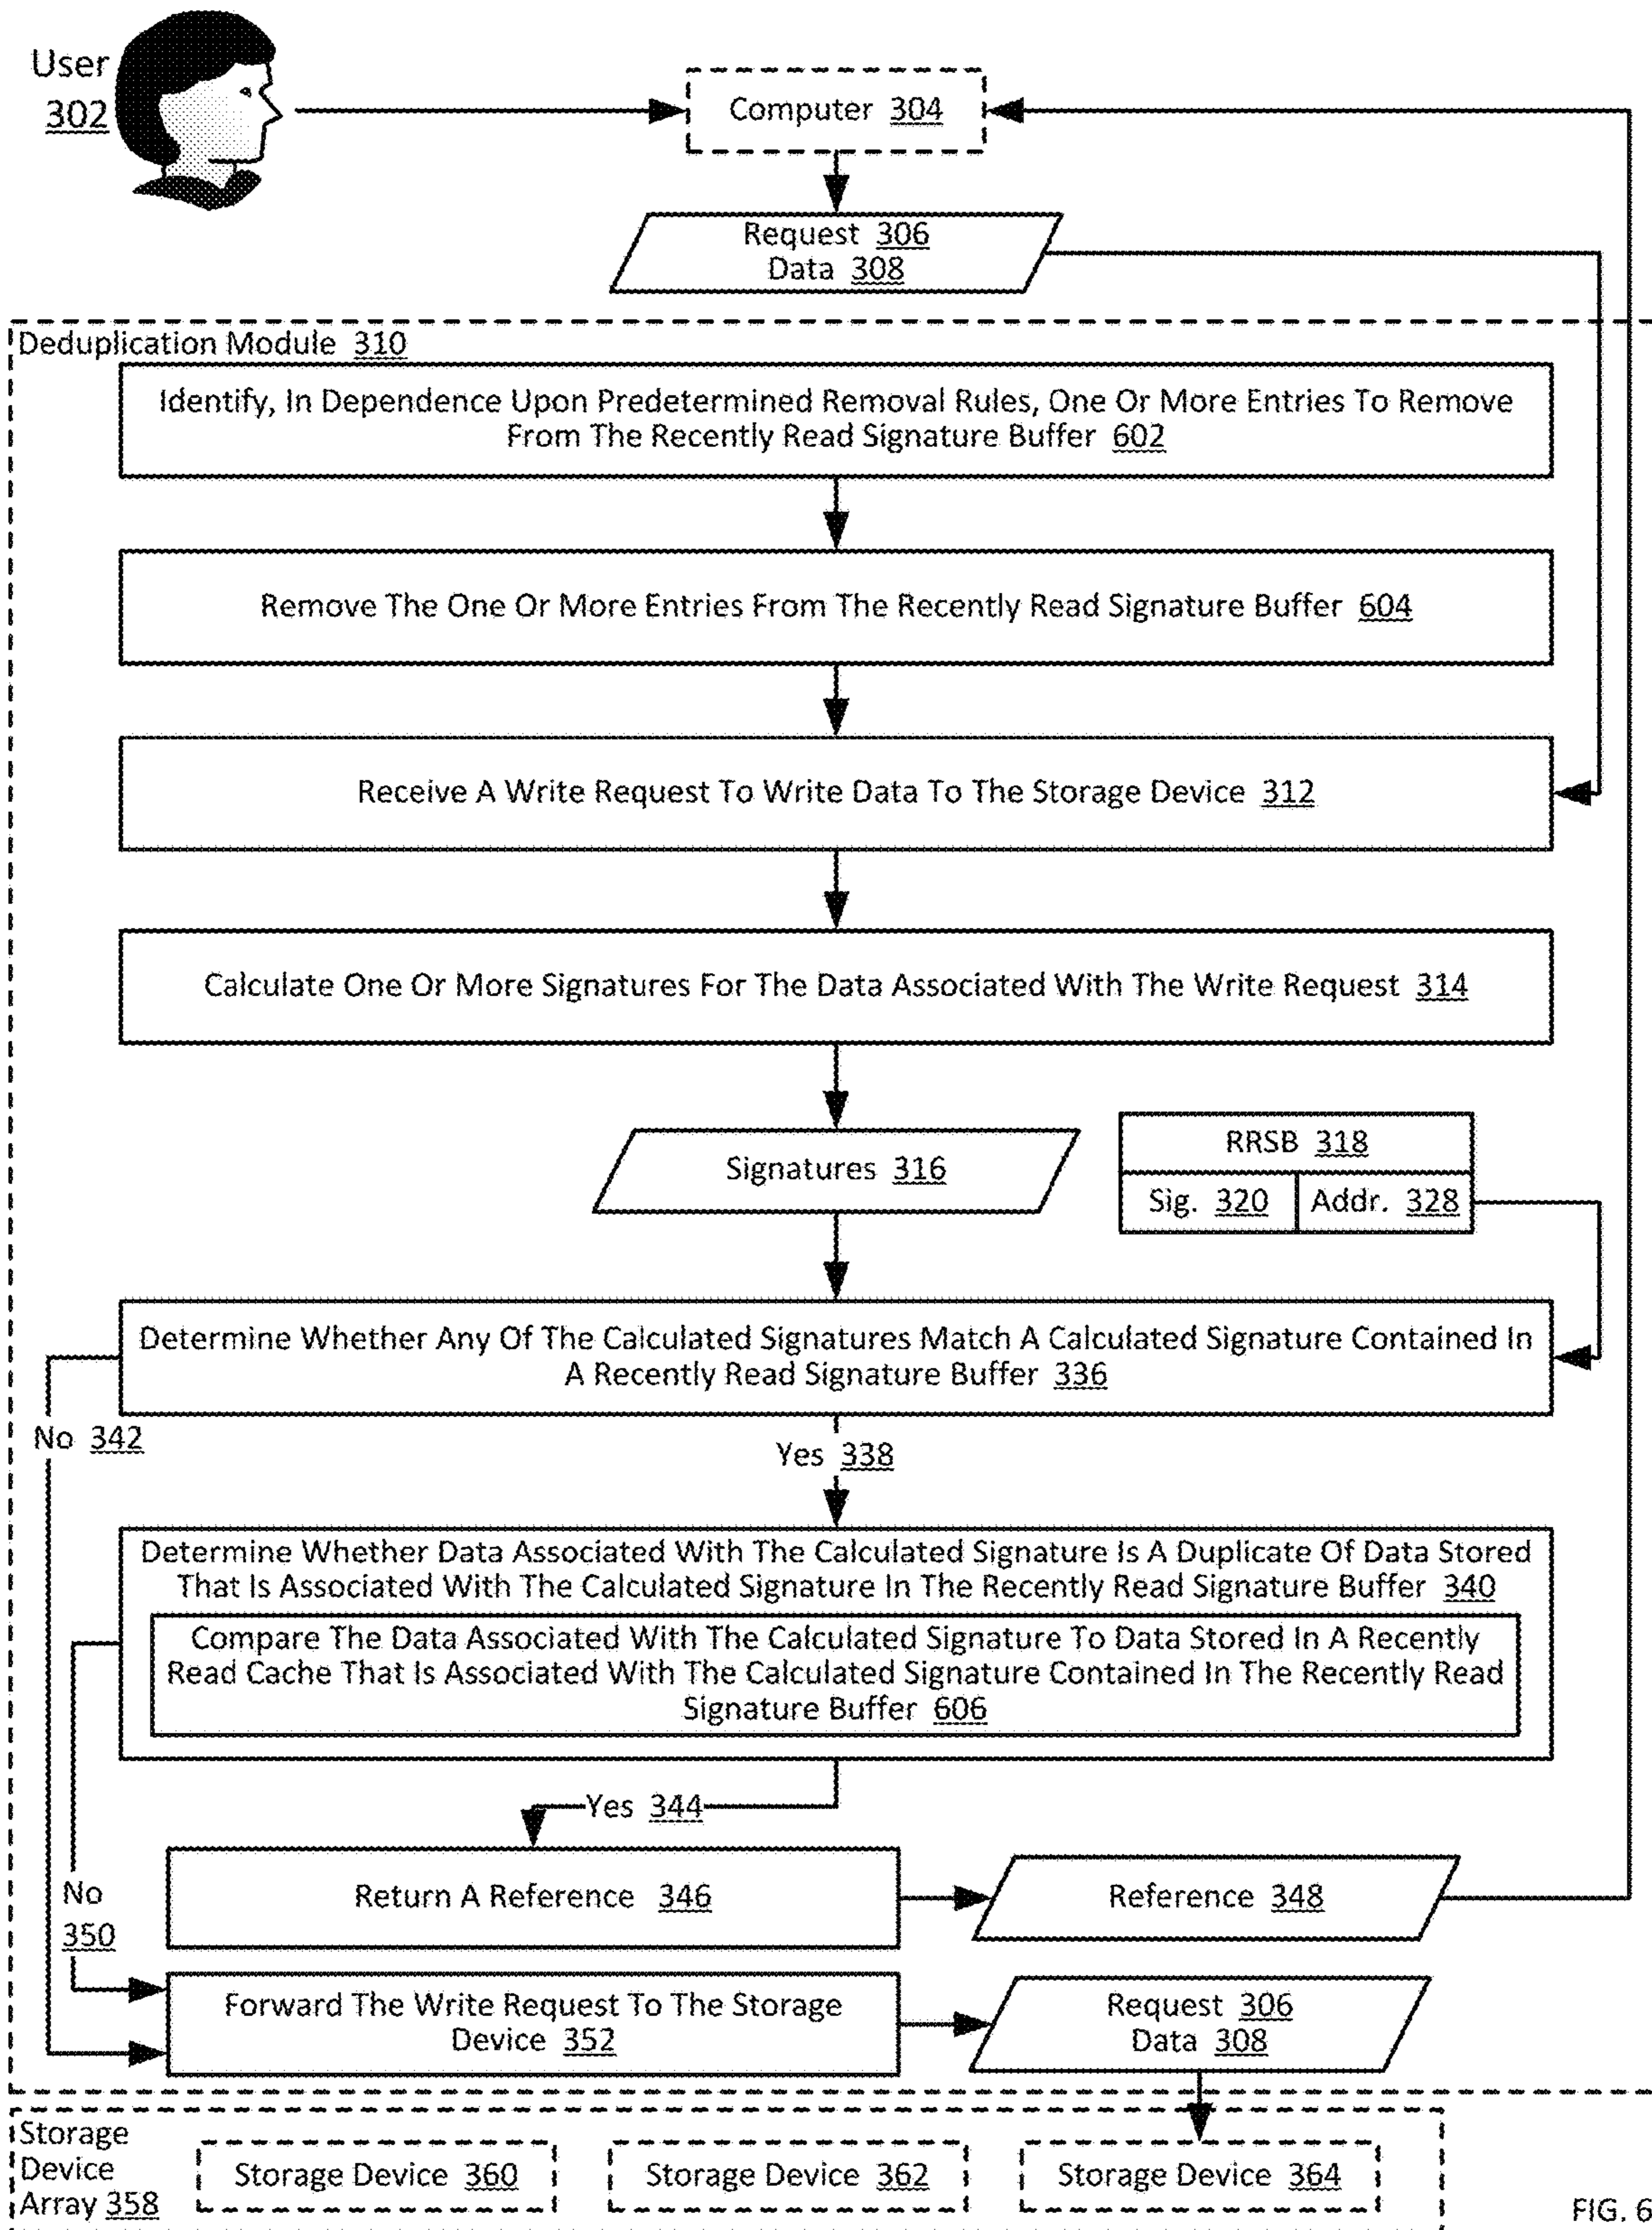 User
302
Computer 304
Request 306
Data 308
Deduplication Module 310
Identify, In Dependence Upon Predetermined Removal Rules, One Or More Entries To Remove
From The Recently Read Signature Buffer 602
Remove The One Or More Entries From The Recently Read Signature Buffer 604
Receive A Write Request To Write Data To The Storage Device 312
Calculate One Or More Signatures For The Data Associated With The Write Request 314
Signatures 316
RRSB 318
Sig. 320
Addr. 328
Determine Whether Any Of The Calculated Signatures Match A Calculated Signature Contained In
A Recently Read Signature Buffer 336
No 342
Yes 338
Determine Whether Data Associated With The Calculated Signature Is A Duplicate Of Data Stored
That Is Associated With The Calculated Signature In The Recently Read Signature Buffer 340
Compare The Data Associated With The Calculated Signature To Data Stored In A Recently
Read Cache That Is Associated With The Calculated Signature Contained In The Recently Read
Signature Buffer 606
Yes 344
No
350
Return A Reference 346
Reference 348
Forward The Write Request To The Storage
Device 352
Request 306
Data 308
Storage
Device
Array 358
Storage Device 360
Storage Device 362
Storage Device 364
FIG. 6